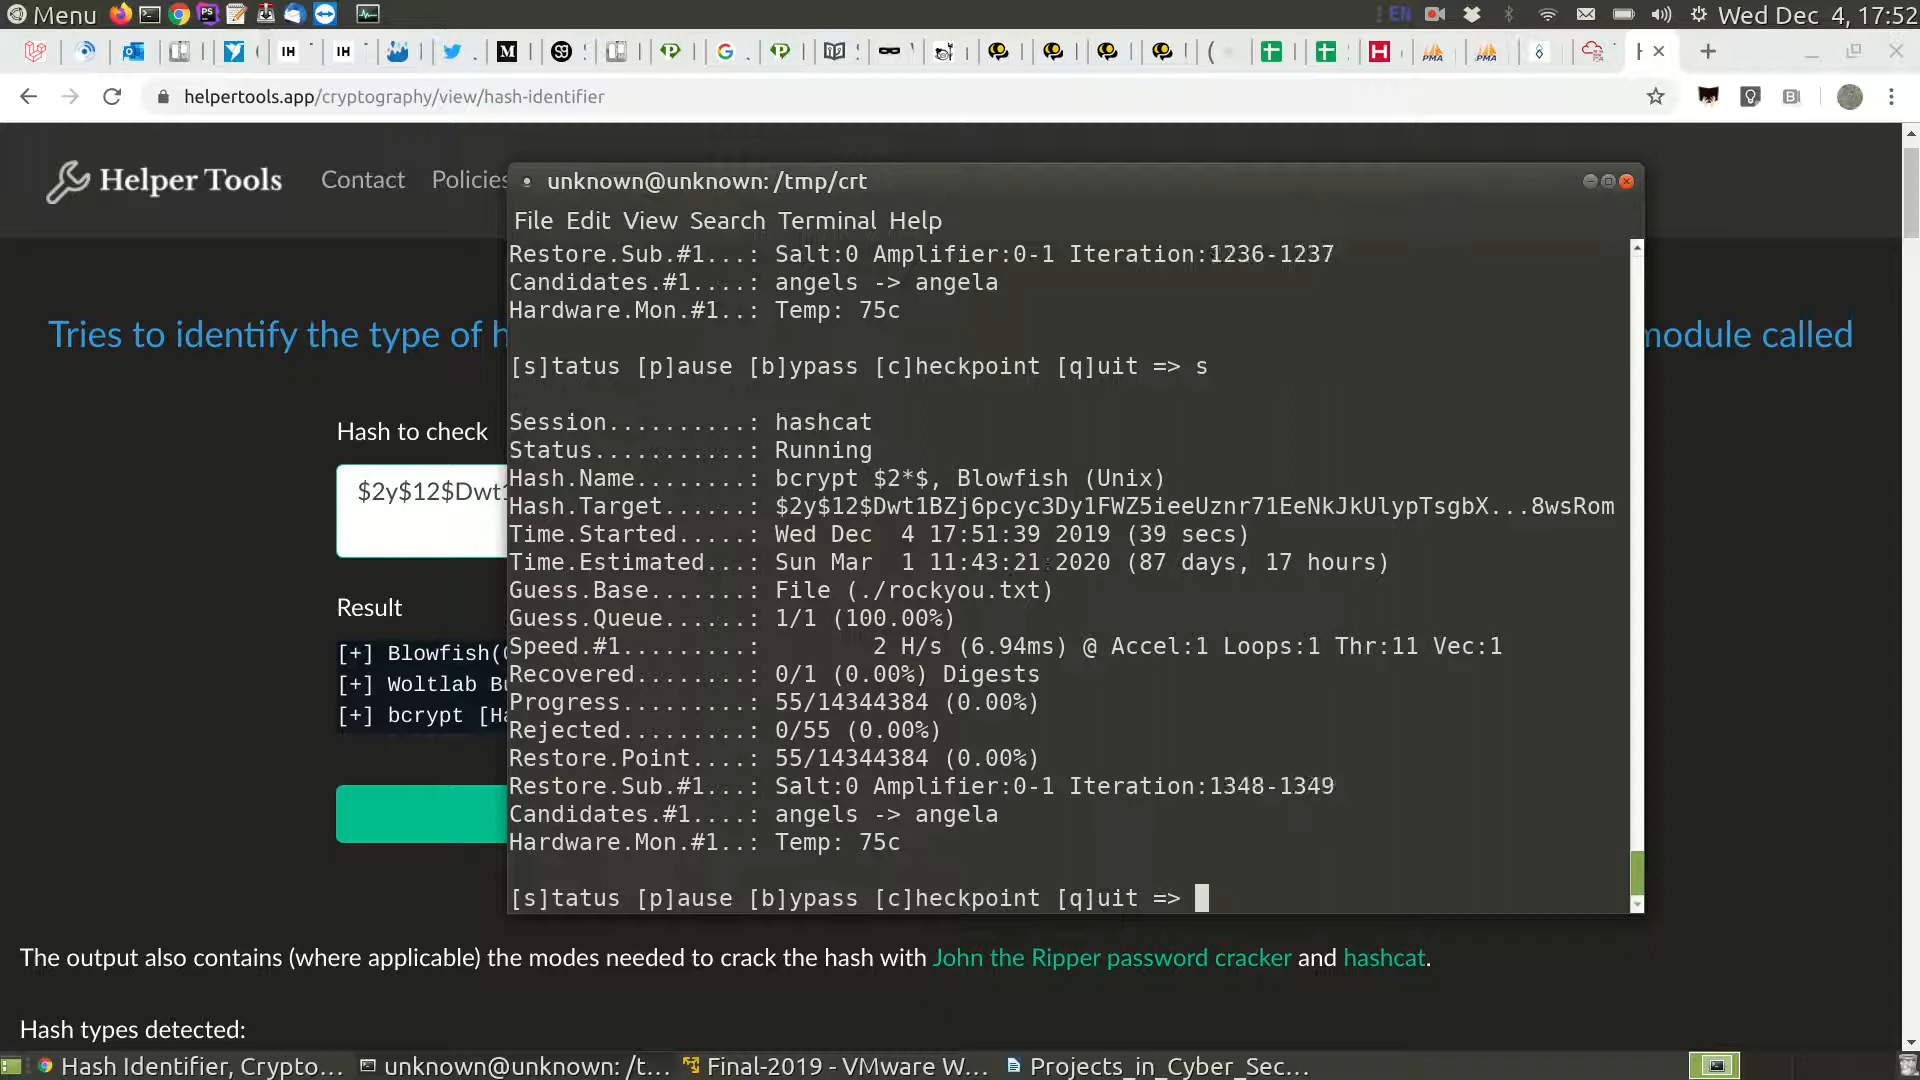 Menu
EN
Wed Dec 4, 17:52
helpertools.app/cryptography/view/hash-identifier
Helper Tools
Contact
Policies
unknown@unknown: /tmp/crt
File Edit View Search Terminal Help
Restore.Sub.#1...: Salt:0 Amplifier:0-1 Iteration:1236-1237
Candidates.#1....: angels -> angela
Hardware.Mon.#1..: Temp: 75c
[s]tatus [p]ause [b]ypass [c]heckpoint [q]uit => s
Session..........: hashcat
Status...........: Running
Hash.Name........: bcrypt $2*$, Blowfish (Unix)
Hash.Target......: $2y$12$Dwt1BZj6pcyc3Dy1FWZ5ieeUznr71EeNkJkUlypTsgbX...8wsRom
Time.Started.....: Wed Dec  4 17:51:39 2019 (39 secs)
Time.Estimated...: Sun Mar  1 11:43:21 2020 (87 days, 17 hours)
Guess.Base.......: File (./rockyou.txt)
Guess.Queue......: 1/1 (100.00%)
Speed.#1.........:        2 H/s (6.94ms) @ Accel:1 Loops:1 Thr:11 Vec:1
Recovered........: 0/1 (0.00%) Digests
Progress.........: 55/14344384 (0.00%)
Rejected.........: 0/55 (0.00%)
Restore.Point....: 55/14344384 (0.00%)
Restore.Sub.#1...: Salt:0 Amplifier:0-1 Iteration:1348-1349
Candidates.#1....: angels -> angela
Hardware.Mon.#1..: Temp: 75c
[s]tatus [p]ause [b]ypass [c]heckpoint [q]uit =>
Tries to identify the type of h
module called
Hash to check
$2y$12$Dwt1
Result
[+] Blowfish(
[+] Woltlab Bu
[+] bcrypt [Ha
The output also contains (where applicable) the modes needed to crack the hash with John the Ripper password cracker and hashcat.
Hash types detected:
Hash Identifier, Crypto...
unknown@unknown: /t...
Final-2019 - VMware W...
Projects_in_Cyber_Sec...